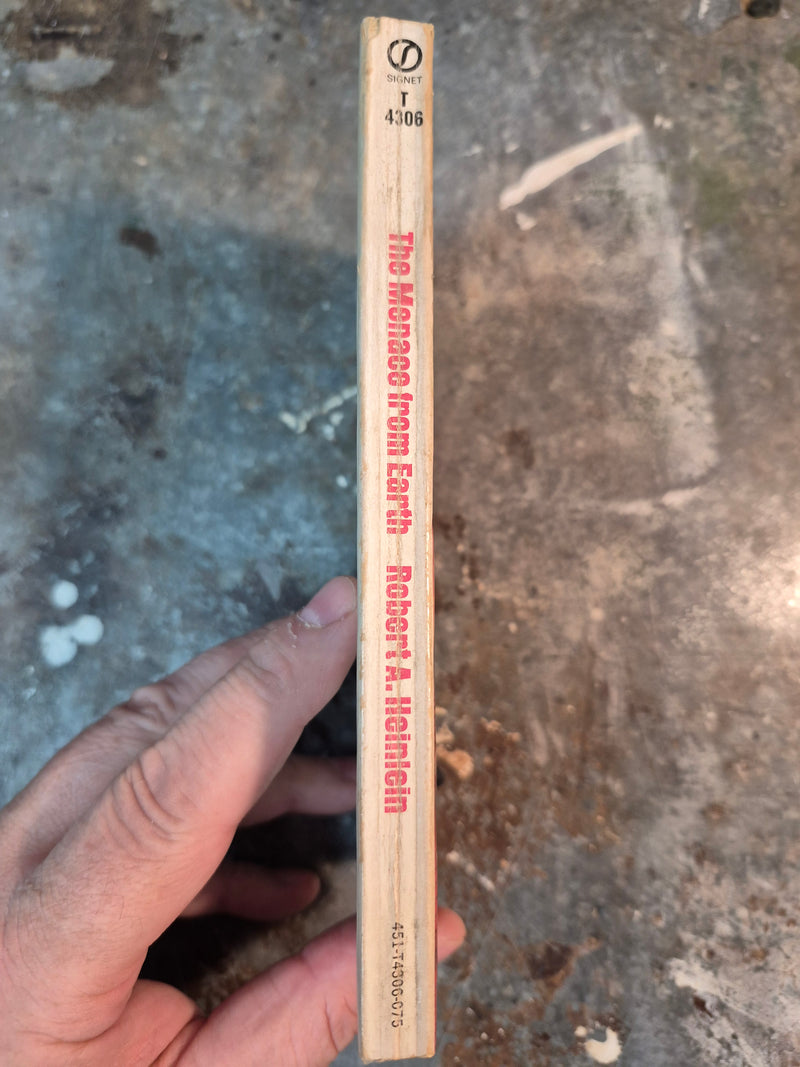 SIGNET
T
4306
The Menace from Earth Robert A. Heinlein
451-T4306-075